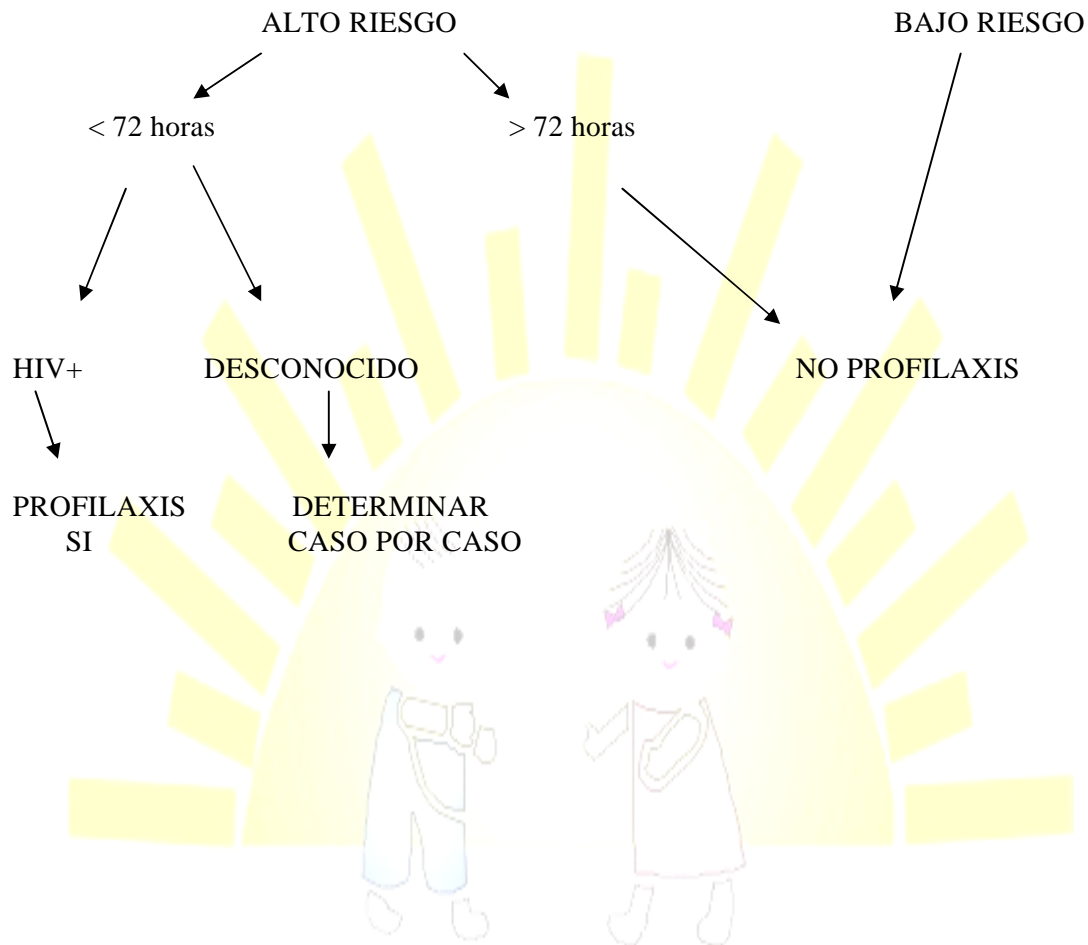 ALTO RIESGO BAJO RIESGO
< 72 horas > 72 horas
HIV+ DESCONOCIDO NO PROFILAXIS
PROFILAXIS DETERMINAR
SI CASO POR CASO